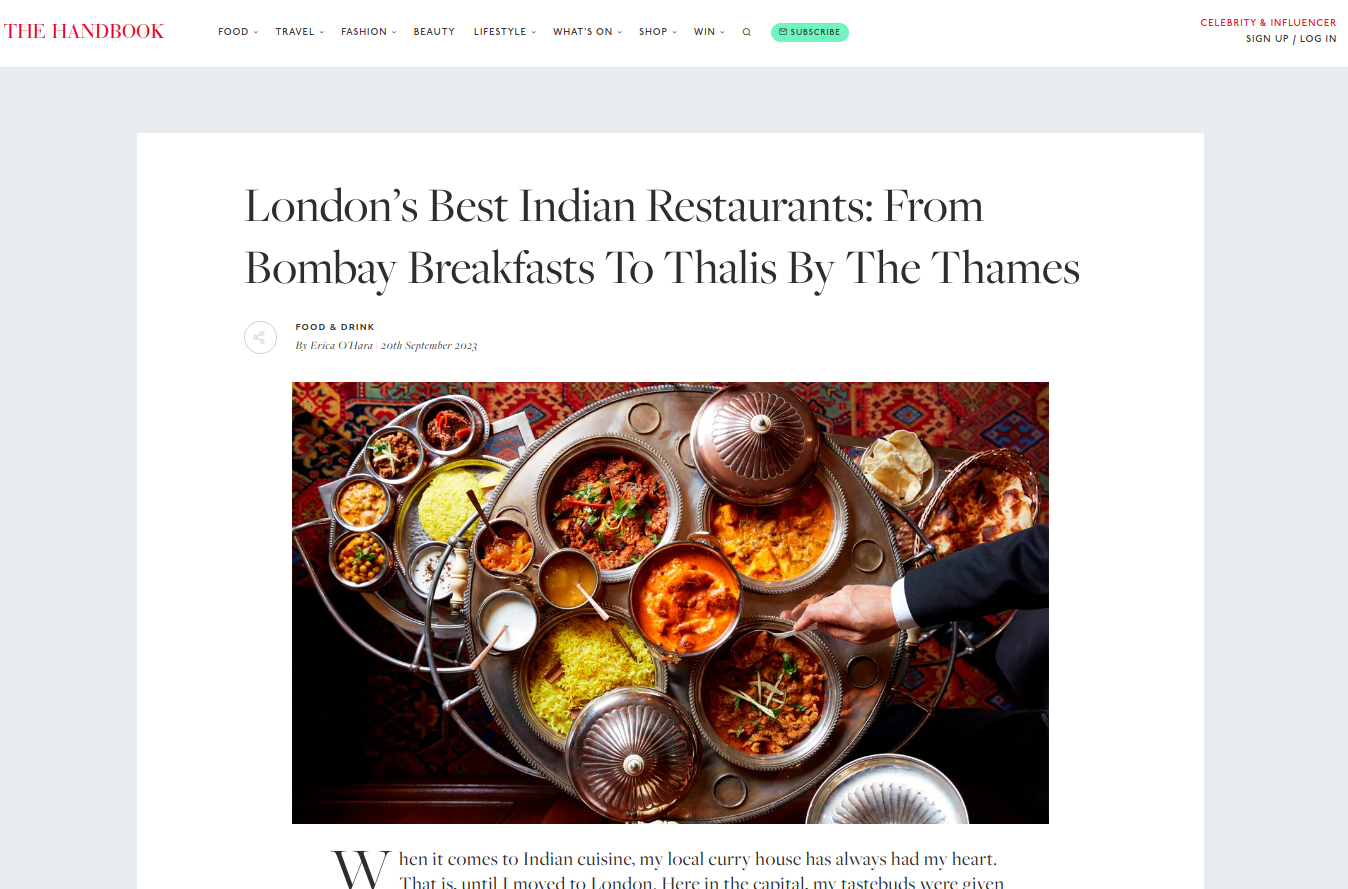 THE HANDBOOK
FOOD TRAVEL FASHION BEAUTY LIFESTYLE WHAT'S ON SHOP WIN SUBSCRIBE
CELEBRITY & INFLUENCER
SIGN UP / LOG IN
London's Best Indian Restaurants: From
Bombay Breakfasts To Thalis By The Thames
FOOD & DRINK
By Erica O'Hara | 20th September 2023
When it comes to Indian cuisine, my local curry house has always had my heart.
That is, until I moved to London. Here in the capital, my tastebuds were given